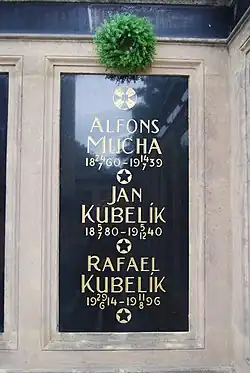 ALFONS
MUCHA
18 24/7 60 – 19 14/7 39
JAN
KUBELÍK
18 5/7 80 – 19 5/12 40
RAFAEL
KUBELÍK
19 29/6 14 – 19 11/8 96